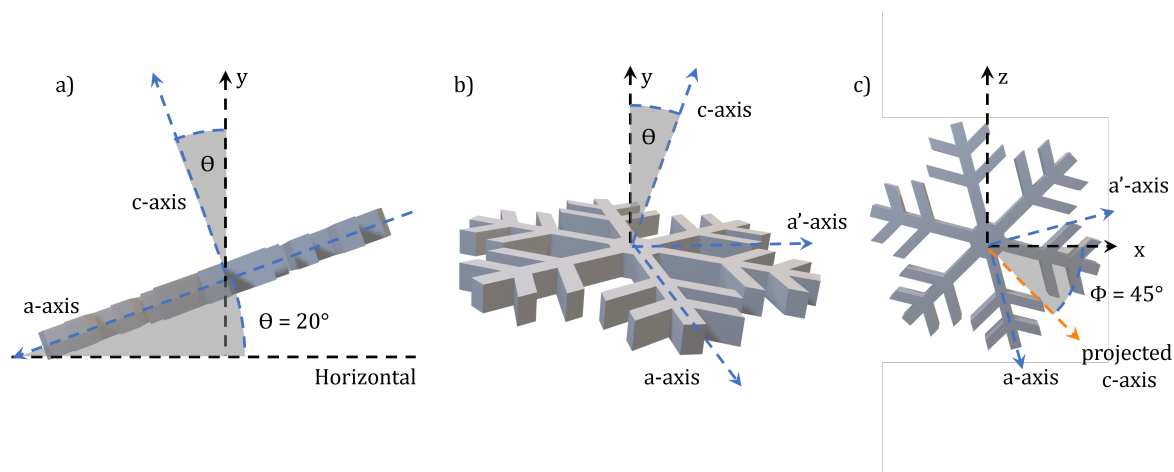 a)
y
Θ
c-axis
a-axis
Θ = 20°
Horizontal
b)
y
c-axis
Θ
a'-axis
a-axis
c)
z
a'-axis
x
Φ = 45°
projected
c-axis
a-axis